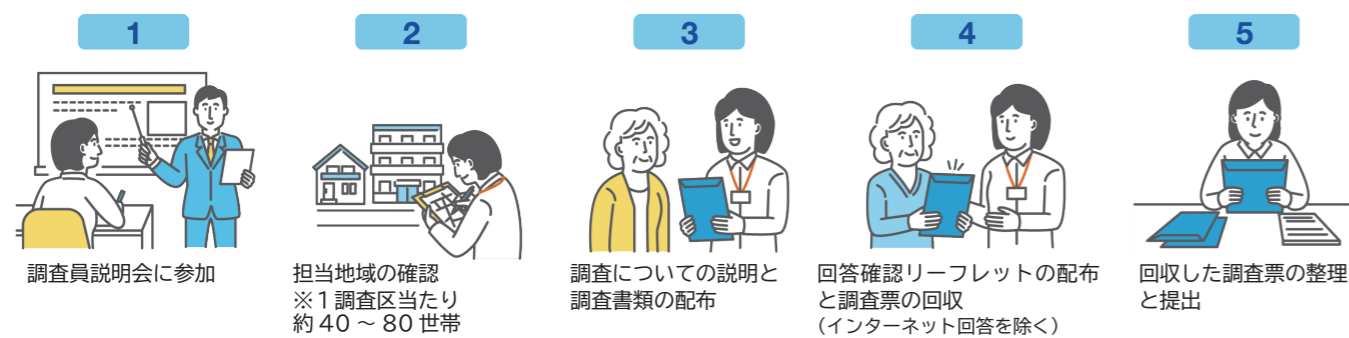 1
調査員説明会に参加
2
担当地域の確認
※1調査区当たり
約40～80世帯
3
調査についての説明と
調査書類の配布
4
回答確認リーフレットの配布
と調査票の回収
（インターネット回答を除く）
5
回収した調査票の整理
と提出